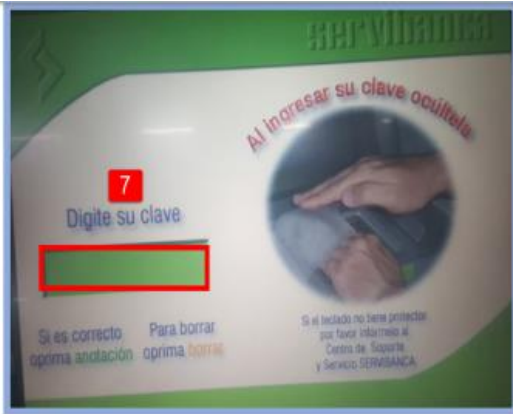 servibanca
Al ingresar su clave ocúltela
7
Digite su clave
Si es correcto
oprima anotación
Para borrar
oprima borrar
Si el teclado no tiene protector
por favor infórmelo al
Centro de Soporte
y Servicio SERVIBANCA